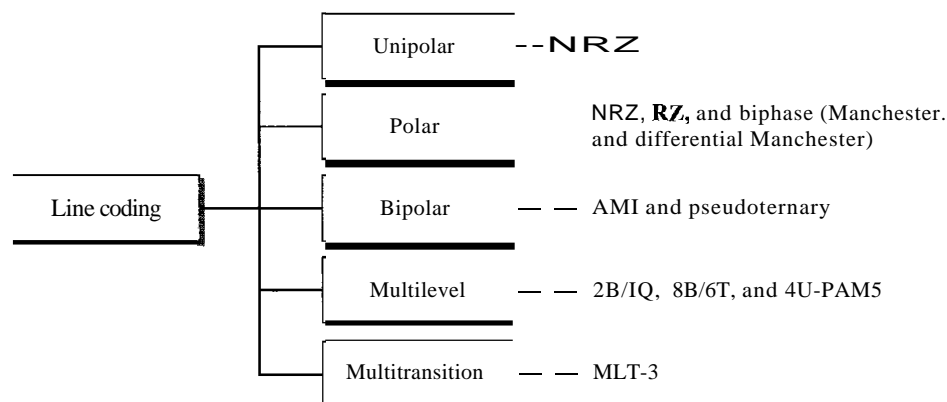 Unipolar
NRZ
Polar
NRZ, RZ, and biphase (Manchester.
and differential Manchester)
Line coding
Bipolar
AMI and pseudoternary
Multilevel
2B/IQ, 8B/6T, and 4U-PAM5
Multitransition
MLT-3